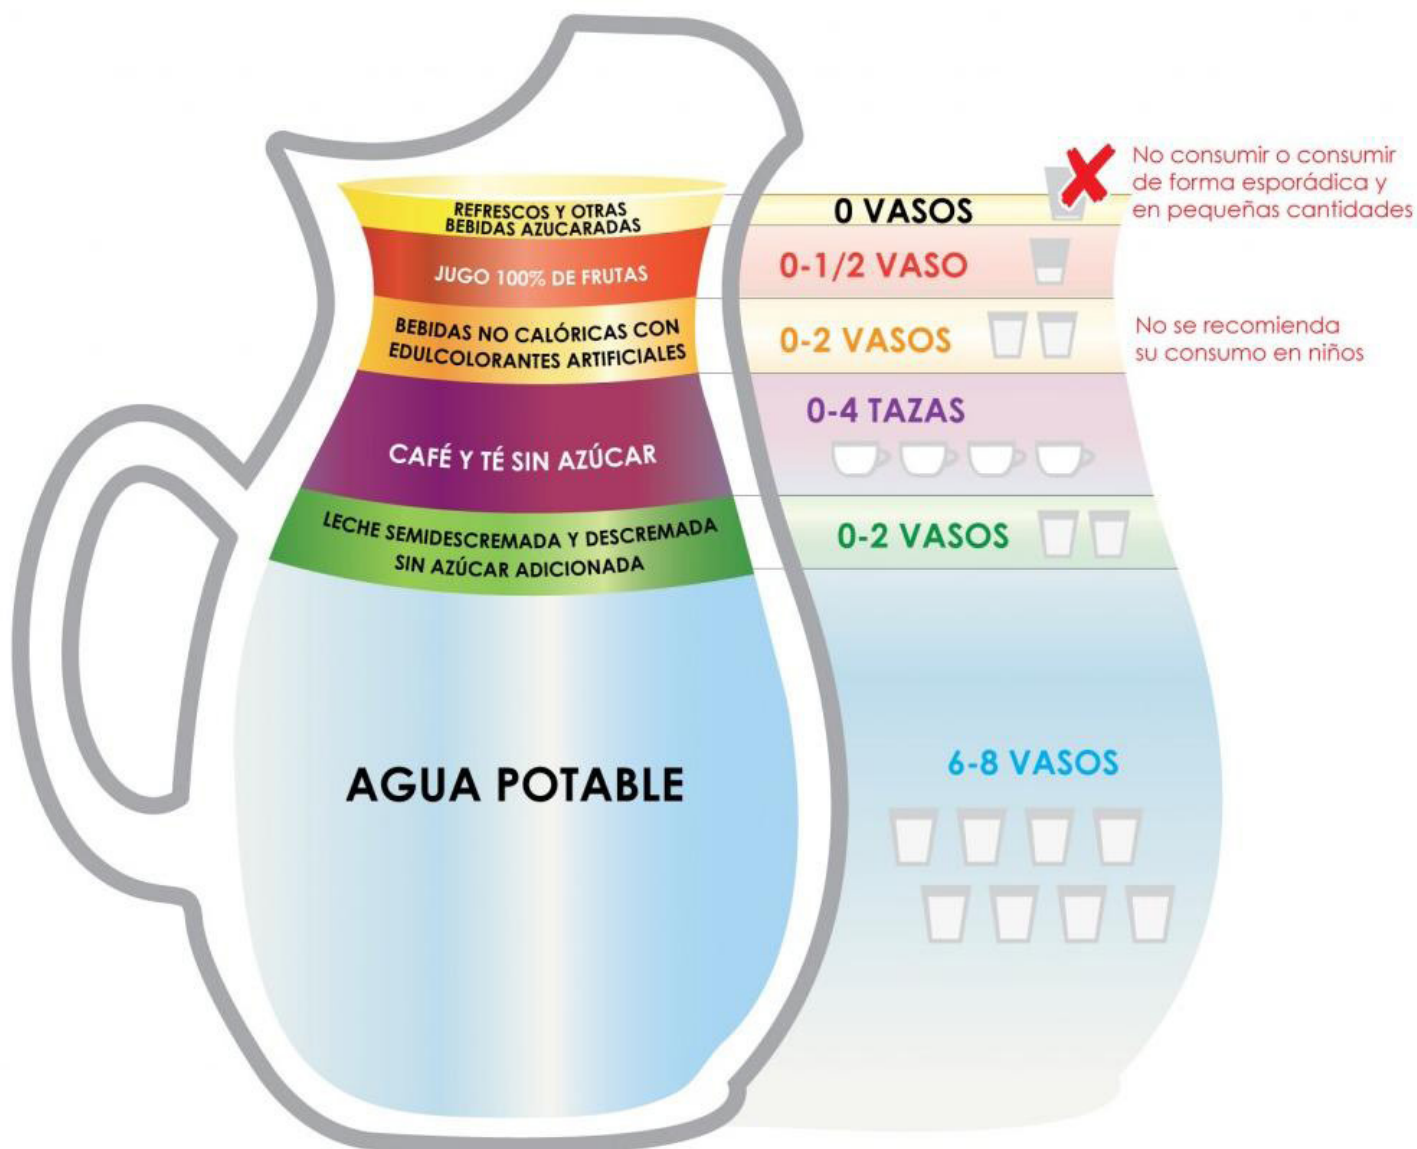 REFRESCOS Y OTRAS
BEBIDAS AZUCARADAS
0 VASOS
No consumir o consumir
de forma esporádica y
en pequeñas cantidades
JUGO 100% DE FRUTAS
0-1/2 VASO
BEBIDAS NO CALÓRICAS CON
EDULCOLORANTES ARTIFICIALES
0-2 VASOS
No se recomienda
su consumo en niños
CAFÉ Y TÉ SIN AZÚCAR
0-4 TAZAS
LECHE SEMIDESCREMADA Y DESCREMADA
SIN AZÚCAR ADICIONADA
0-2 VASOS
AGUA POTABLE
6-8 VASOS